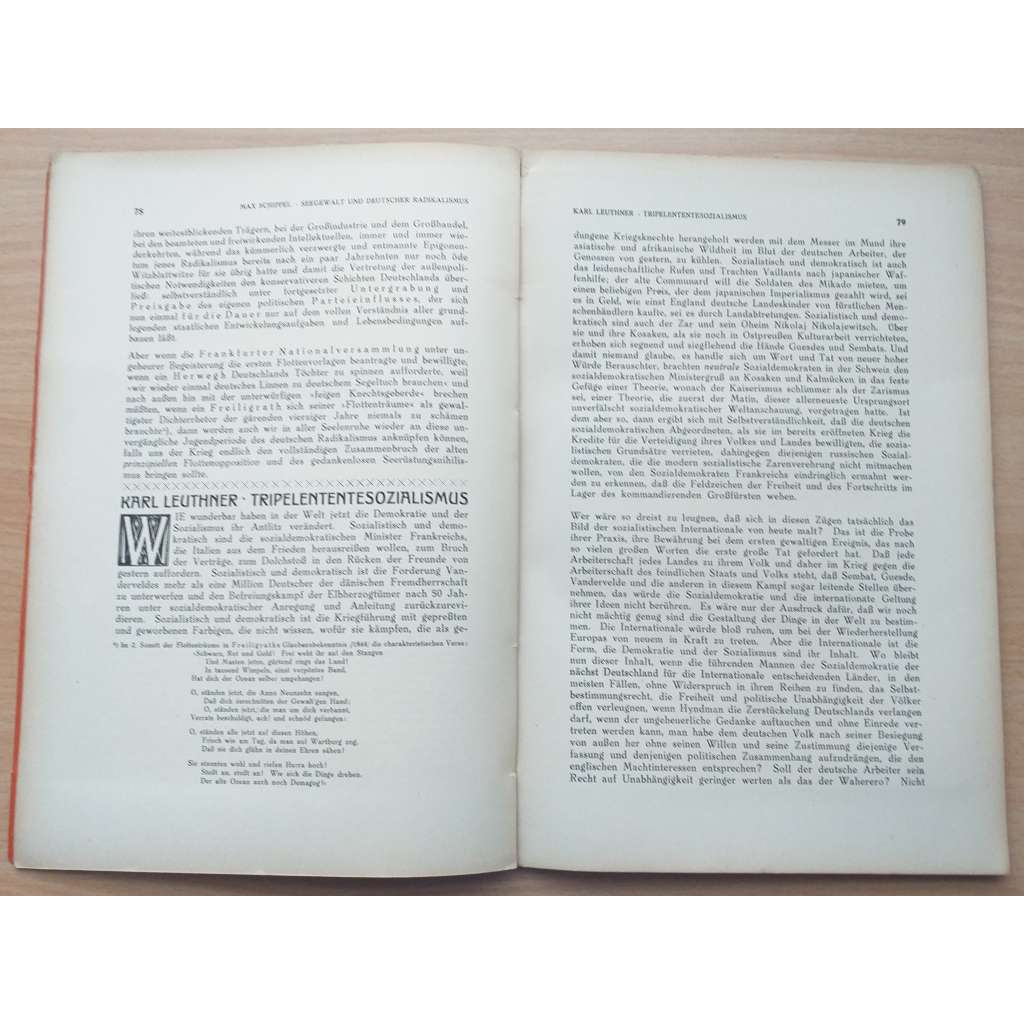 78
MAX SCHIPPEL · SEEGEWALT UND DEUTSCHER RADIKALISMUS
ihren weitestblickenden Trägern, bei der Großindustrie und dem Großhandel,
bei den beamteten und freiwirkenden Intellektuellen, immer und immer wie-
derkehrten, während das kümmerlich verzwergte und entmannte Epigonen-
tum jenes Radikalismus bereits nach ein paar Jahrzehnten nur noch öde
Witzblattwitze für sie übrig hatte und damit die Vertretung der außenpoli-
tischen Notwendigkeiten den konservativeren Schichten Deutschlands über-
ließ: selbstverständlich unter fortgesetzter Untergrabung und
Preisgabe des eigenen politischen Parteieinflusses, der sich
nun einmal für die Dauer nur auf dem vollen Verständnis aller grund-
legenden staatlichen Entwickelungsaufgaben und Lebensbedingungen auf-
bauen läßt.
Aber wenn die Frankfurter Nationalversammlung unter un-
geheurer Begeisterung die ersten Flottenvorlagen beantragte und bewilligte,
wenn ein Herwegh Deutschlands Töchter zu spinnen aufforderte, weil
»wir wieder einmal deutsches Linnen zu deutschem Segeltuch brauchen« und
nach außen hin mit der unterwürfigen »feigen Knechtsgeberde« brechen
müßten, wenn ein Freiligrath sich seiner »Flottenträume« als gewal-
tigster Dichterheber der gärenden vierziger Jahre niemals zu schämen
brauchte⁹), dann werden auch wir in aller Seelenruhe wieder an diese un-
vergängliche Jugendperiode des deutschen Radikalismus anknüpfen können,
falls uns der Krieg endlich den vollständigen Zusammenbruch der alten
prinzipiellen Flottenopposition und des gedankenlosen Seerüstungsnihilis-
mus bringen sollte.
KARL LEUTHNER · TRIPELENTENTESOZIALISMUS
WIE wunderbar haben in der Welt jetzt die Demokratie und der
Sozialismus ihr Antlitz verändert. Sozialistisch und demo-
kratisch sind die sozialdemokratischen Minister Frankreichs,
die Italien aus dem Frieden herausreißen wollen, zum Bruch
der Verträge, zum Dolchstoß in den Rücken der Freunde von
gestern auffordern. Sozialistisch und demokratisch ist die Forderung Van-
derveldes mehr als eine Million Deutscher der dänischen Fremdherrschaft
zu unterwerfen und den Befreiungskampf der Elbherzogtümer nach 50 Jah-
ren unter sozialdemokratischer Anregung und Anleitung zurückzurevi-
dieren. Sozialistisch und demokratisch ist die Kriegführung mit gepreßten
und geworbenen Farbigen, die nicht wissen, wofür sie kämpfen, die als ge-
⁹) Im 2. Sonett der Flottenträume in Freiligraths Glaubensbekenntnis /1844/ die charakteristischen Verse:
»Schwarz, Rot und Gold! Frei weht ihr auf den Stangen
Und Masten jetzo, gürtend rings das Land!
In tausend Wimpeln, einst verpöntes Band,
Hat dich der Ozean selber umgehangen.
O, ständen jetzt, die Anno Neunzehn sangen,
Daß dich zerschnitten der Gewalt'gen Hand;
O, ständen jetzt, die man um dich verbannt,
Verrats beschuldigt, ach! und schnöd gefangen:
O, ständen alle jetzt auf diesen Höhen,
Frisch wie am Tag, da man auf Wartburg zog,
Daß sie dich glühn in deinen Ehren sähen!
Sie staunten wohl und riefen Hurra hoch!
Stoßt an, stoßt an! Wie sich die Dinge drehen.
Der alte Ozean auch noch Demagog!«
KARL LEUTHNER · TRIPELENTENTESOZIALISMUS
79
dungene Kriegsknechte herangeholt werden mit dem Messer im Mund ihre
asiatische und afrikanische Wildheit im Blut der deutschen Arbeiter, der
Genossen von gestern, zu kühlen. Sozialistisch und demokratisch ist auch
das leidenschaftliche Rufen und Trachten Vaillants nach japanischer Waf-
fenhilfe; der alte Communard will die Soldaten des Mikado mieten, um
einen beliebigen Preis, der dem japanischen Imperialismus gezahlt wird, sei
es in Geld, wie einst England deutsche Landeskinder von fürstlichen Men-
schenhändlern kaufte, sei es durch Landabtretungen. Sozialistisch und demo-
kratisch sind auch der Zar und sein Oheim Nikolaj Nikolajewitsch. Über
sie und ihre Kosaken, als sie noch in Ostpreußen Kulturarbeit verrichteten,
erhoben sich segnend und siegflehend die Hände Guesdes und Sembats. Und
damit niemand glaube, es handle sich um Wort und Tat von neuer hoher
Würde Berauschter, brachten neutrale Sozialdemokraten in der Schweiz den
sozialdemokratischen Ministergruß an Kosaken und Kalmücken in das feste
Gefüge einer Theorie, wonach der Kaiserismus schlimmer als der Zarismus
sei, einer Theorie, die zuerst der Matin, dieser allerneueste Ursprungsort
unverfälscht sozialdemokratischer Weltanschauung, vorgetragen hatte. Ist
dem aber so, dann ergibt sich mit Selbstverständlichkeit, daß die deutschen
sozialdemokratischen Abgeordneten, als sie im bereits eröffneten Krieg die
Kredite für die Verteidigung ihres Volkes und Landes bewilligten, die sozia-
listischen Grundsätze verrieten, dahingegen diejenigen russischen Sozial-
demokraten, die die modern sozialistische Zarenverehrung nicht mitmachen
wollen, von den Sozialdemokraten Frankreichs eindringlich ermahnt wer-
den zu erkennen, daß die Feldzeichen der Freiheit und des Fortschritts im
Lager des kommandierenden Großfürsten wehen.
Wer wäre so dreist zu leugnen, daß sich in diesen Zügen tatsächlich das
Bild der sozialistischen Internationale von heute malt? Das ist die Probe
ihrer Praxis, ihre Bewährung bei dem ersten gewaltigen Ereignis, das nach
so vielen großen Worten die erste große Tat gefordert hat. Daß jede
Arbeiterschaft jedes Landes zu ihrem Volk und daher im Krieg gegen die
Arbeiterschaft des feindlichen Staats und Volks steht, daß Sembat, Guesde,
Vandervelde und die anderen in diesem Kampf sogar leitende Stellen über-
nehmen, das würde die Sozialdemokratie und die internationale Geltung
ihrer Ideen nicht berühren. Es wäre nur der Ausdruck dafür, daß wir noch
nicht mächtig genug sind die Gestaltung der Dinge in der Welt zu bestim-
men. Die Internationale würde bloß ruhen, um bei der Wiederherstellung
Europas von neuem in Kraft zu treten. Aber die Internationale ist die
Form, die Demokratie und der Sozialismus sind ihr Inhalt. Wo bleibt
nun dieser Inhalt, wenn die führenden Mannen der Sozialdemokratie der
nächst Deutschland für die Internationale entscheidenden Länder, in den
meisten Fällen, ohne Widerspruch in ihren Reihen zu finden, das Selbst-
bestimmungsrecht, die Freiheit und politische Unabhängigkeit der Völker
offen verleugnen, wenn Hyndman die Zerstückelung Deutschlands verlangen
darf, wenn der ungeheuerliche Gedanke auftauchen und ohne Einrede ver-
treten werden kann, man habe dem deutschen Volk nach seiner Besiegung
von außen her ohne seinen Willen und seine Zustimmung diejenige Ver-
fassung und denjenigen politischen Zusammenhang aufzudrängen, die den
englischen Machtinteressen entsprechen? Soll der deutsche Arbeiter sein
Recht auf Unabhängigkeit geringer werten als das der Waherero? Nicht